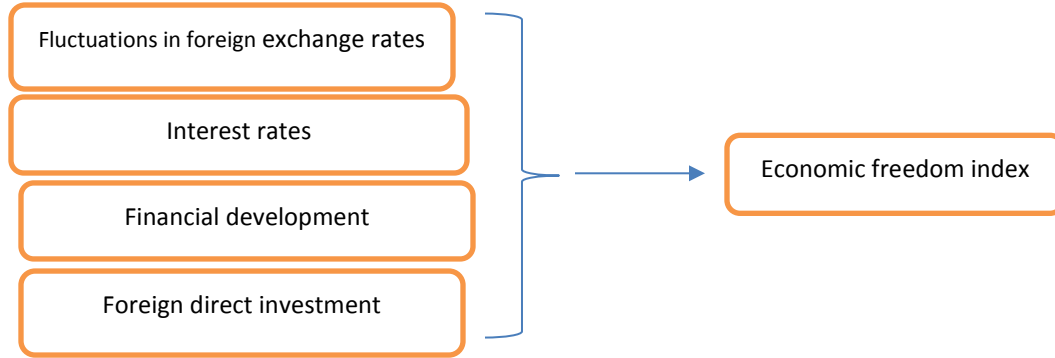 Fluctuations in foreign exchange rates
Interest rates
Financial development
Foreign direct investment
Economic freedom index